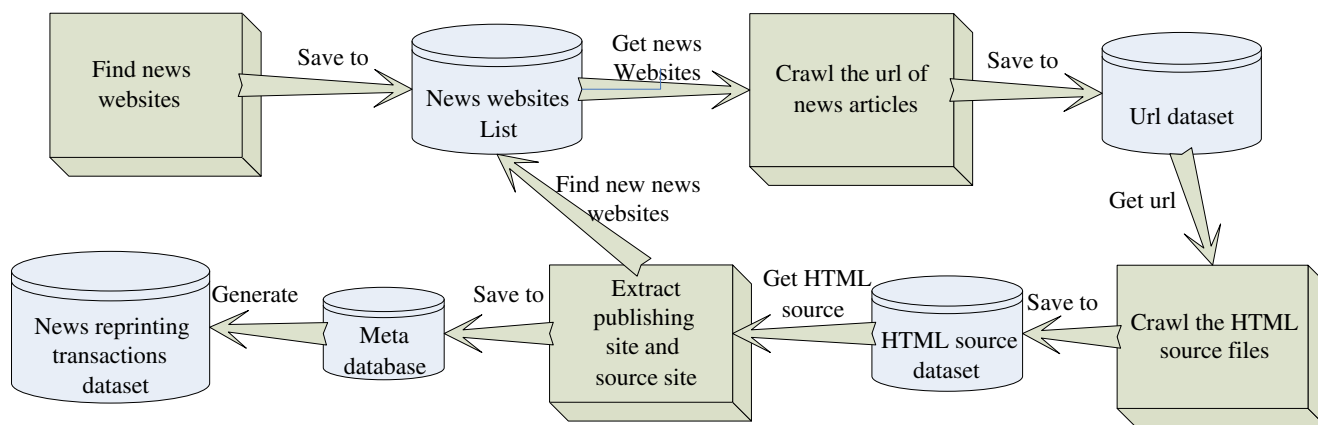 Find news
websites
Save to
News websites
List
Get news
Websites
Crawl the url of
news articles
Save to
Url dataset
Get url
Find new news
websites
Crawl the HTML
source files
Save to
HTML source
dataset
Get HTML
source
Extract
publishing
site and
source site
Save to
Meta
database
Generate
News reprinting
transactions
dataset